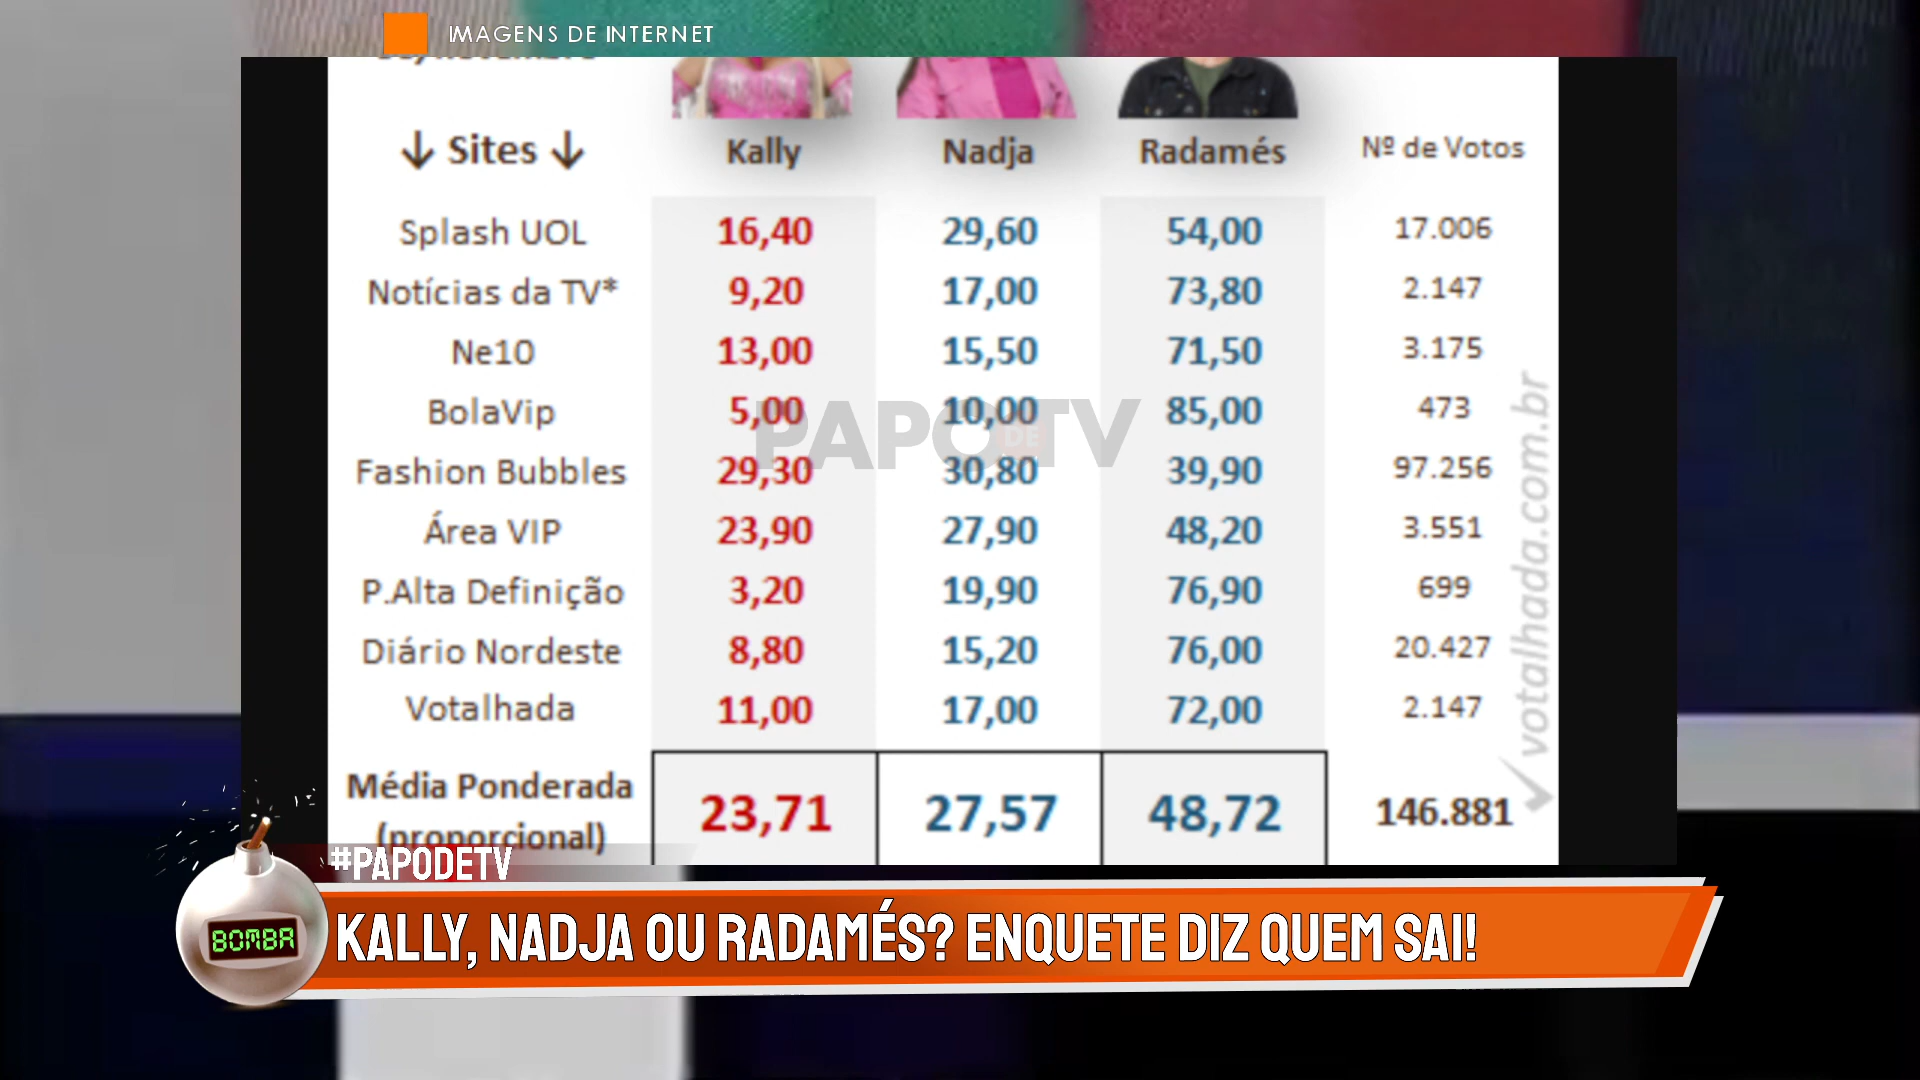 IMAGENS DE INTERNET
↓ Sites ↓ Kally Nadja Radamés Nº de Votos
Splash UOL 16,40 29,60 54,00 17.006
Notícias da TV* 9,20 17,00 73,80 2.147
Ne10 13,00 15,50 71,50 3.175
BolaVip 5,00 10,00 85,00 473
PAPO DE TV
Fashion Bubbles 29,30 30,80 39,90 97.256
Área VIP 23,90 27,90 48,20 3.551
P.Alta Definição 3,20 19,90 76,90 699
Diário Nordeste 8,80 15,20 76,00 20.427
Votalhada 11,00 17,00 72,00 2.147
votalhada.com.br
Média Ponderada
(proporcional) 23,71 27,57 48,72 146.881
#PAPODETV
BOMBA
KALLY, NADJA OU RADAMÉS? ENQUETE DIZ QUEM SAI!